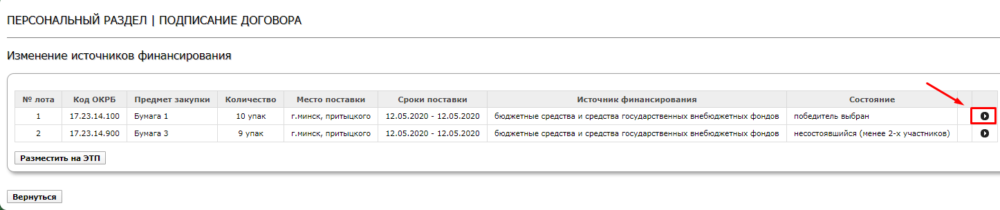 ПЕРСОНАЛЬНЫЙ РАЗДЕЛ | ПОДПИСАНИЕ ДОГОВОРА
Изменение источников финансирования
№ лота Код ОКРБ Предмет закупки Количество Место поставки Сроки поставки Источник финансирования Состояние
1 17.23.14.100 Бумага 1 10 упак г.минск, притыцкого 12.05.2020 - 12.05.2020 бюджетные средства и средства государственных внебюджетных фондов победитель выбран
2 17.23.14.900 Бумага 3 9 упак г.минск, притыцкого 12.05.2020 - 12.05.2020 бюджетные средства и средства государственных внебюджетных фондов несостоявшийся (менее 2-х участников)
Разместить на ЭТП
Вернуться